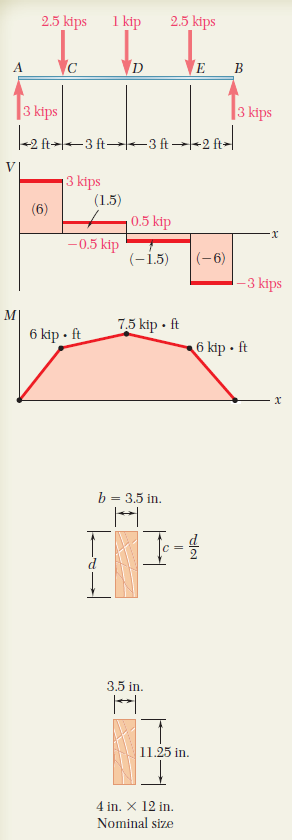 2.5 kips 1 kip 2.5 kips
A C D E B
3 kips 3 kips
2 ft 3 ft 3 ft 2 ft
V
3 kips
(6) (1.5)
0.5 kip
x
−0.5 kip
(−1.5) (−6)
−3 kips
M
7.5 kip • ft
6 kip • ft
6 kip • ft
x
b = 3.5 in.
c = d/2
d
3.5 in.
11.25 in.
4 in. × 12 in.
Nominal size